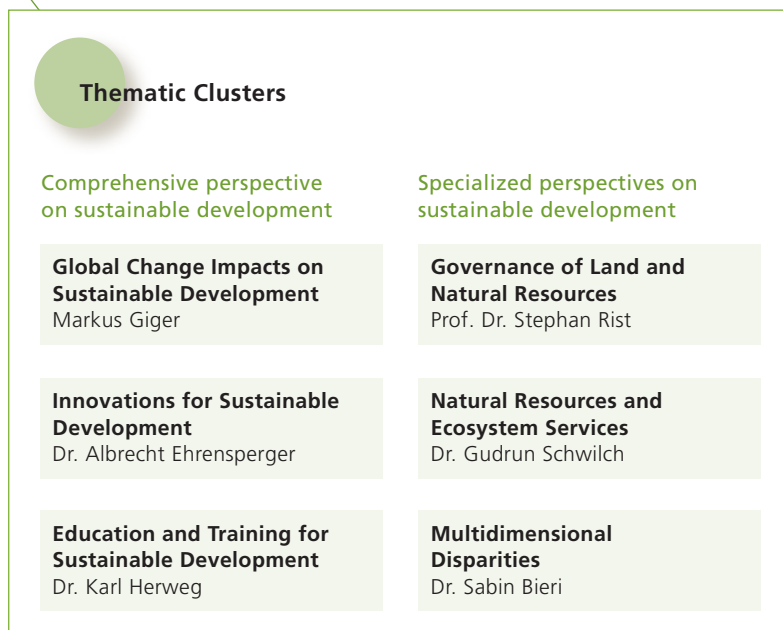 Thematic Clusters
Comprehensive perspective
on sustainable development
Global Change Impacts on
Sustainable Development
Markus Giger
Innovations for Sustainable
Development
Dr. Albrecht Ehrensperger
Education and Training for
Sustainable Development
Dr. Karl Herweg
Specialized perspectives on
sustainable development
Governance of Land and
Natural Resources
Prof. Dr. Stephan Rist
Natural Resources and
Ecosystem Services
Dr. Gudrun Schwilch
Multidimensional
Disparities
Dr. Sabin Bieri